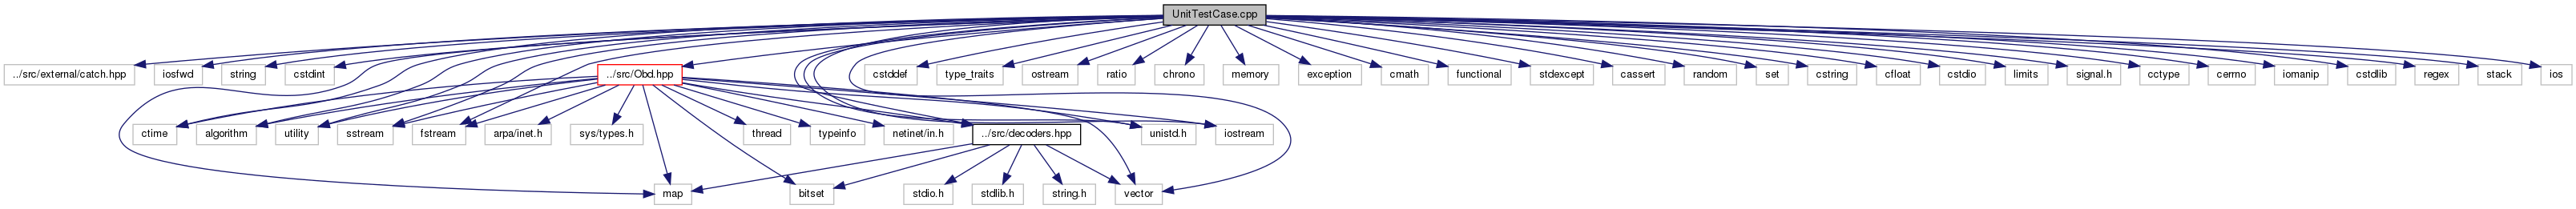 UnitTestCase.cpp
../src/external/catch.hpp
iosfwd
string
cstdint
../src/Obd.hpp
cstddef
type_traits
ostream
ratio
chrono
memory
exception
cmath
functional
stdexcept
cassert
random
set
cstring
cfloat
cstdio
limits
signal.h
cctype
cerrno
iomanip
cstdlib
regex
stack
ios
ctime
algorithm
utility
sstream
fstream
arpa/inet.h
sys/types.h
thread
typeinfo
netinet/in.h
../src/decoders.hpp
unistd.h
iostream
map
bitset
stdio.h
stdlib.h
string.h
vector